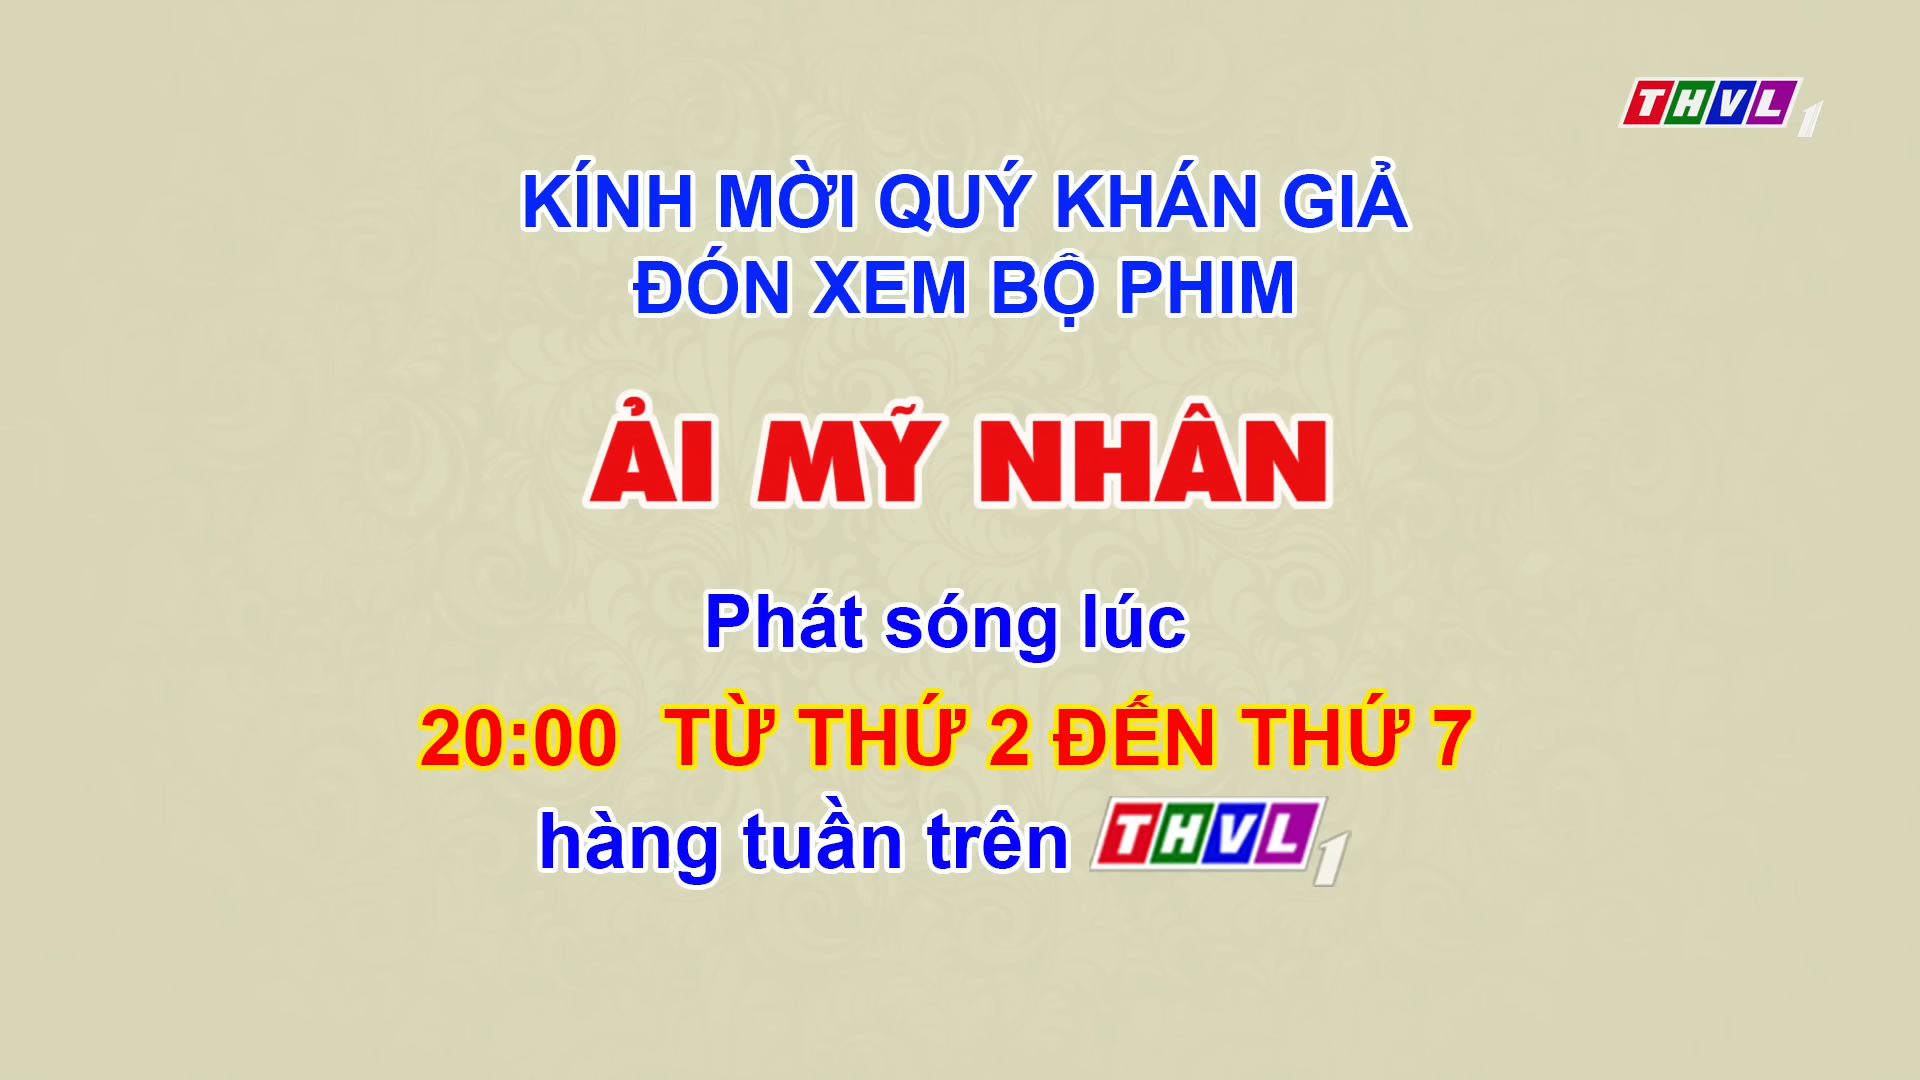 THVL1
KÍNH MỜI QUÝ KHÁN GIẢ
ĐÓN XEM BỘ PHIM
ẢI MỸ NHÂN
Phát sóng lúc
20:00 TỪ THỨ 2 ĐẾN THỨ 7
hàng tuần trên THVL1